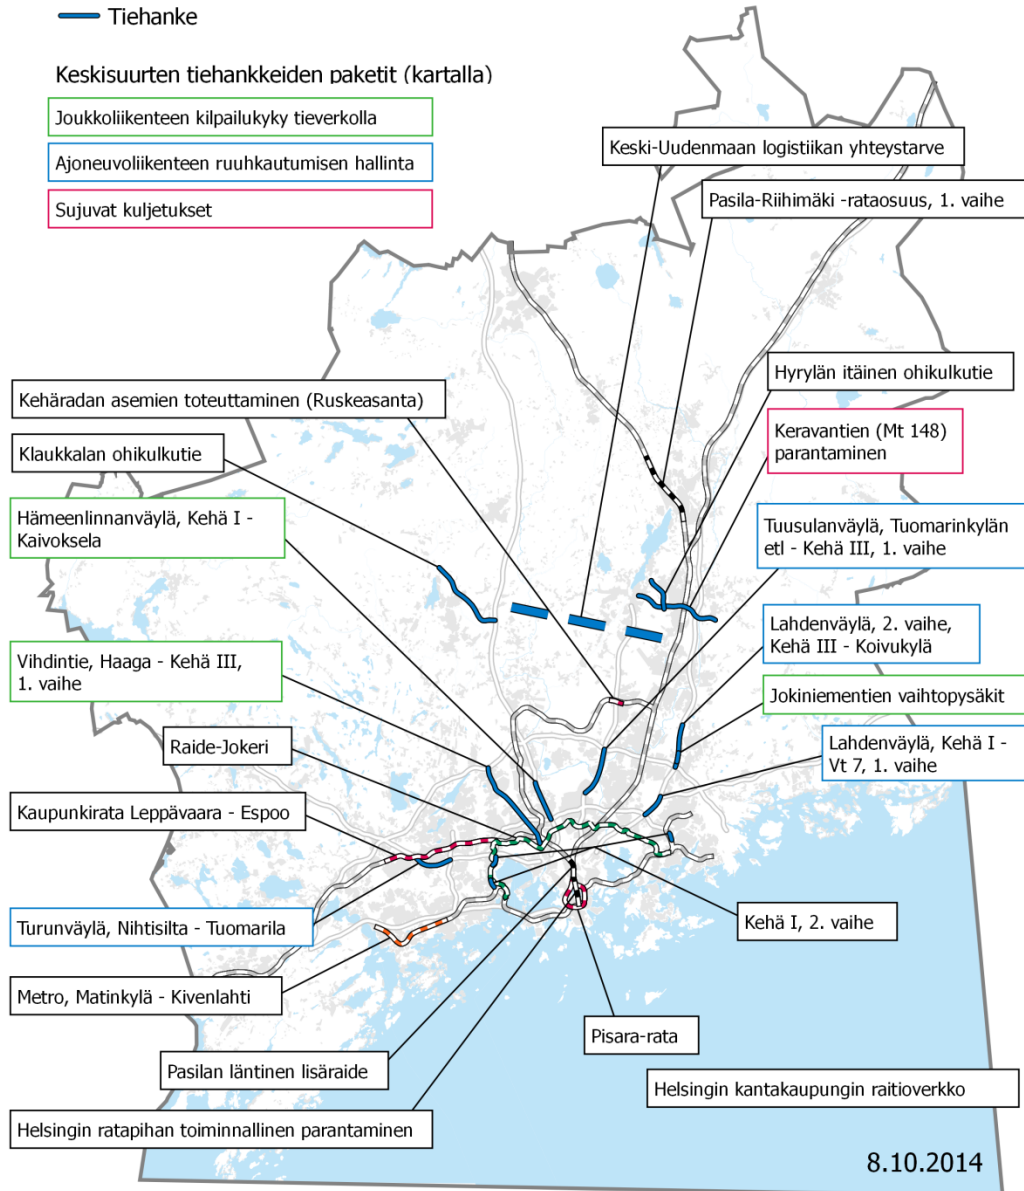 Tiehanke
Keskisuurten tiehankkeiden paketit (kartalla)
Joukkoliikenteen kilpailukyky tieverkolla
Ajoneuvoliikenteen ruuhkautumisen hallinta
Sujuvat kuljetukset
Keski-Uudenmaan logistiikan yhteystarve
Pasila-Riihimäki -rataosuus, 1. vaihe
Hyrylän itäinen ohikulkutie
Kehäradan asemien toteuttaminen (Ruskeasanta)
Keravantien (Mt 148)
parantaminen
Klaukkalan ohikulkutie
Hämeenlinnanväylä, Kehä I -
Kaivoksela
Tuusulanväylä, Tuomarinkylän
etl - Kehä III, 1. vaihe
Lahdenväylä, 2. vaihe,
Kehä III - Koivukylä
Vihdintie, Haaga - Kehä III,
1. vaihe
Jokiniementien vaihtopysäkit
Raide-Jokeri
Lahdenväylä, Kehä I -
Vt 7, 1. vaihe
Kaupunkirata Leppävaara - Espoo
Turunväylä, Nihtisilta - Tuomarila
Kehä I, 2. vaihe
Metro, Matinkylä - Kivenlahti
Pisara-rata
Pasilan läntinen lisäraide
Helsingin kantakaupungin raitioverkko
Helsingin ratapihan toiminnallinen parantaminen
8.10.2014